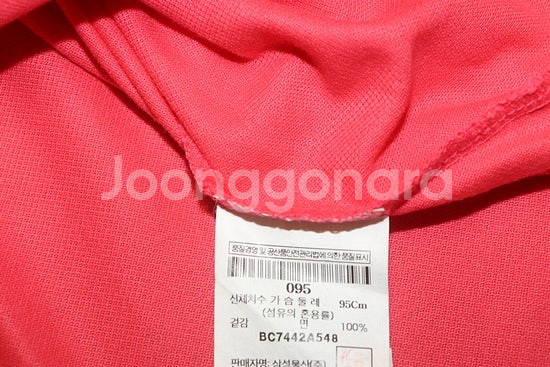 Joonggonara
품질경영 및 공산품안전관리법에 의한 품질표시
095
신체치수 가 슴 둘 레 95Cm
(섬유의 혼용률)
겉감 면 100%
BC7442A548
판매자명: 삼성물산(주)